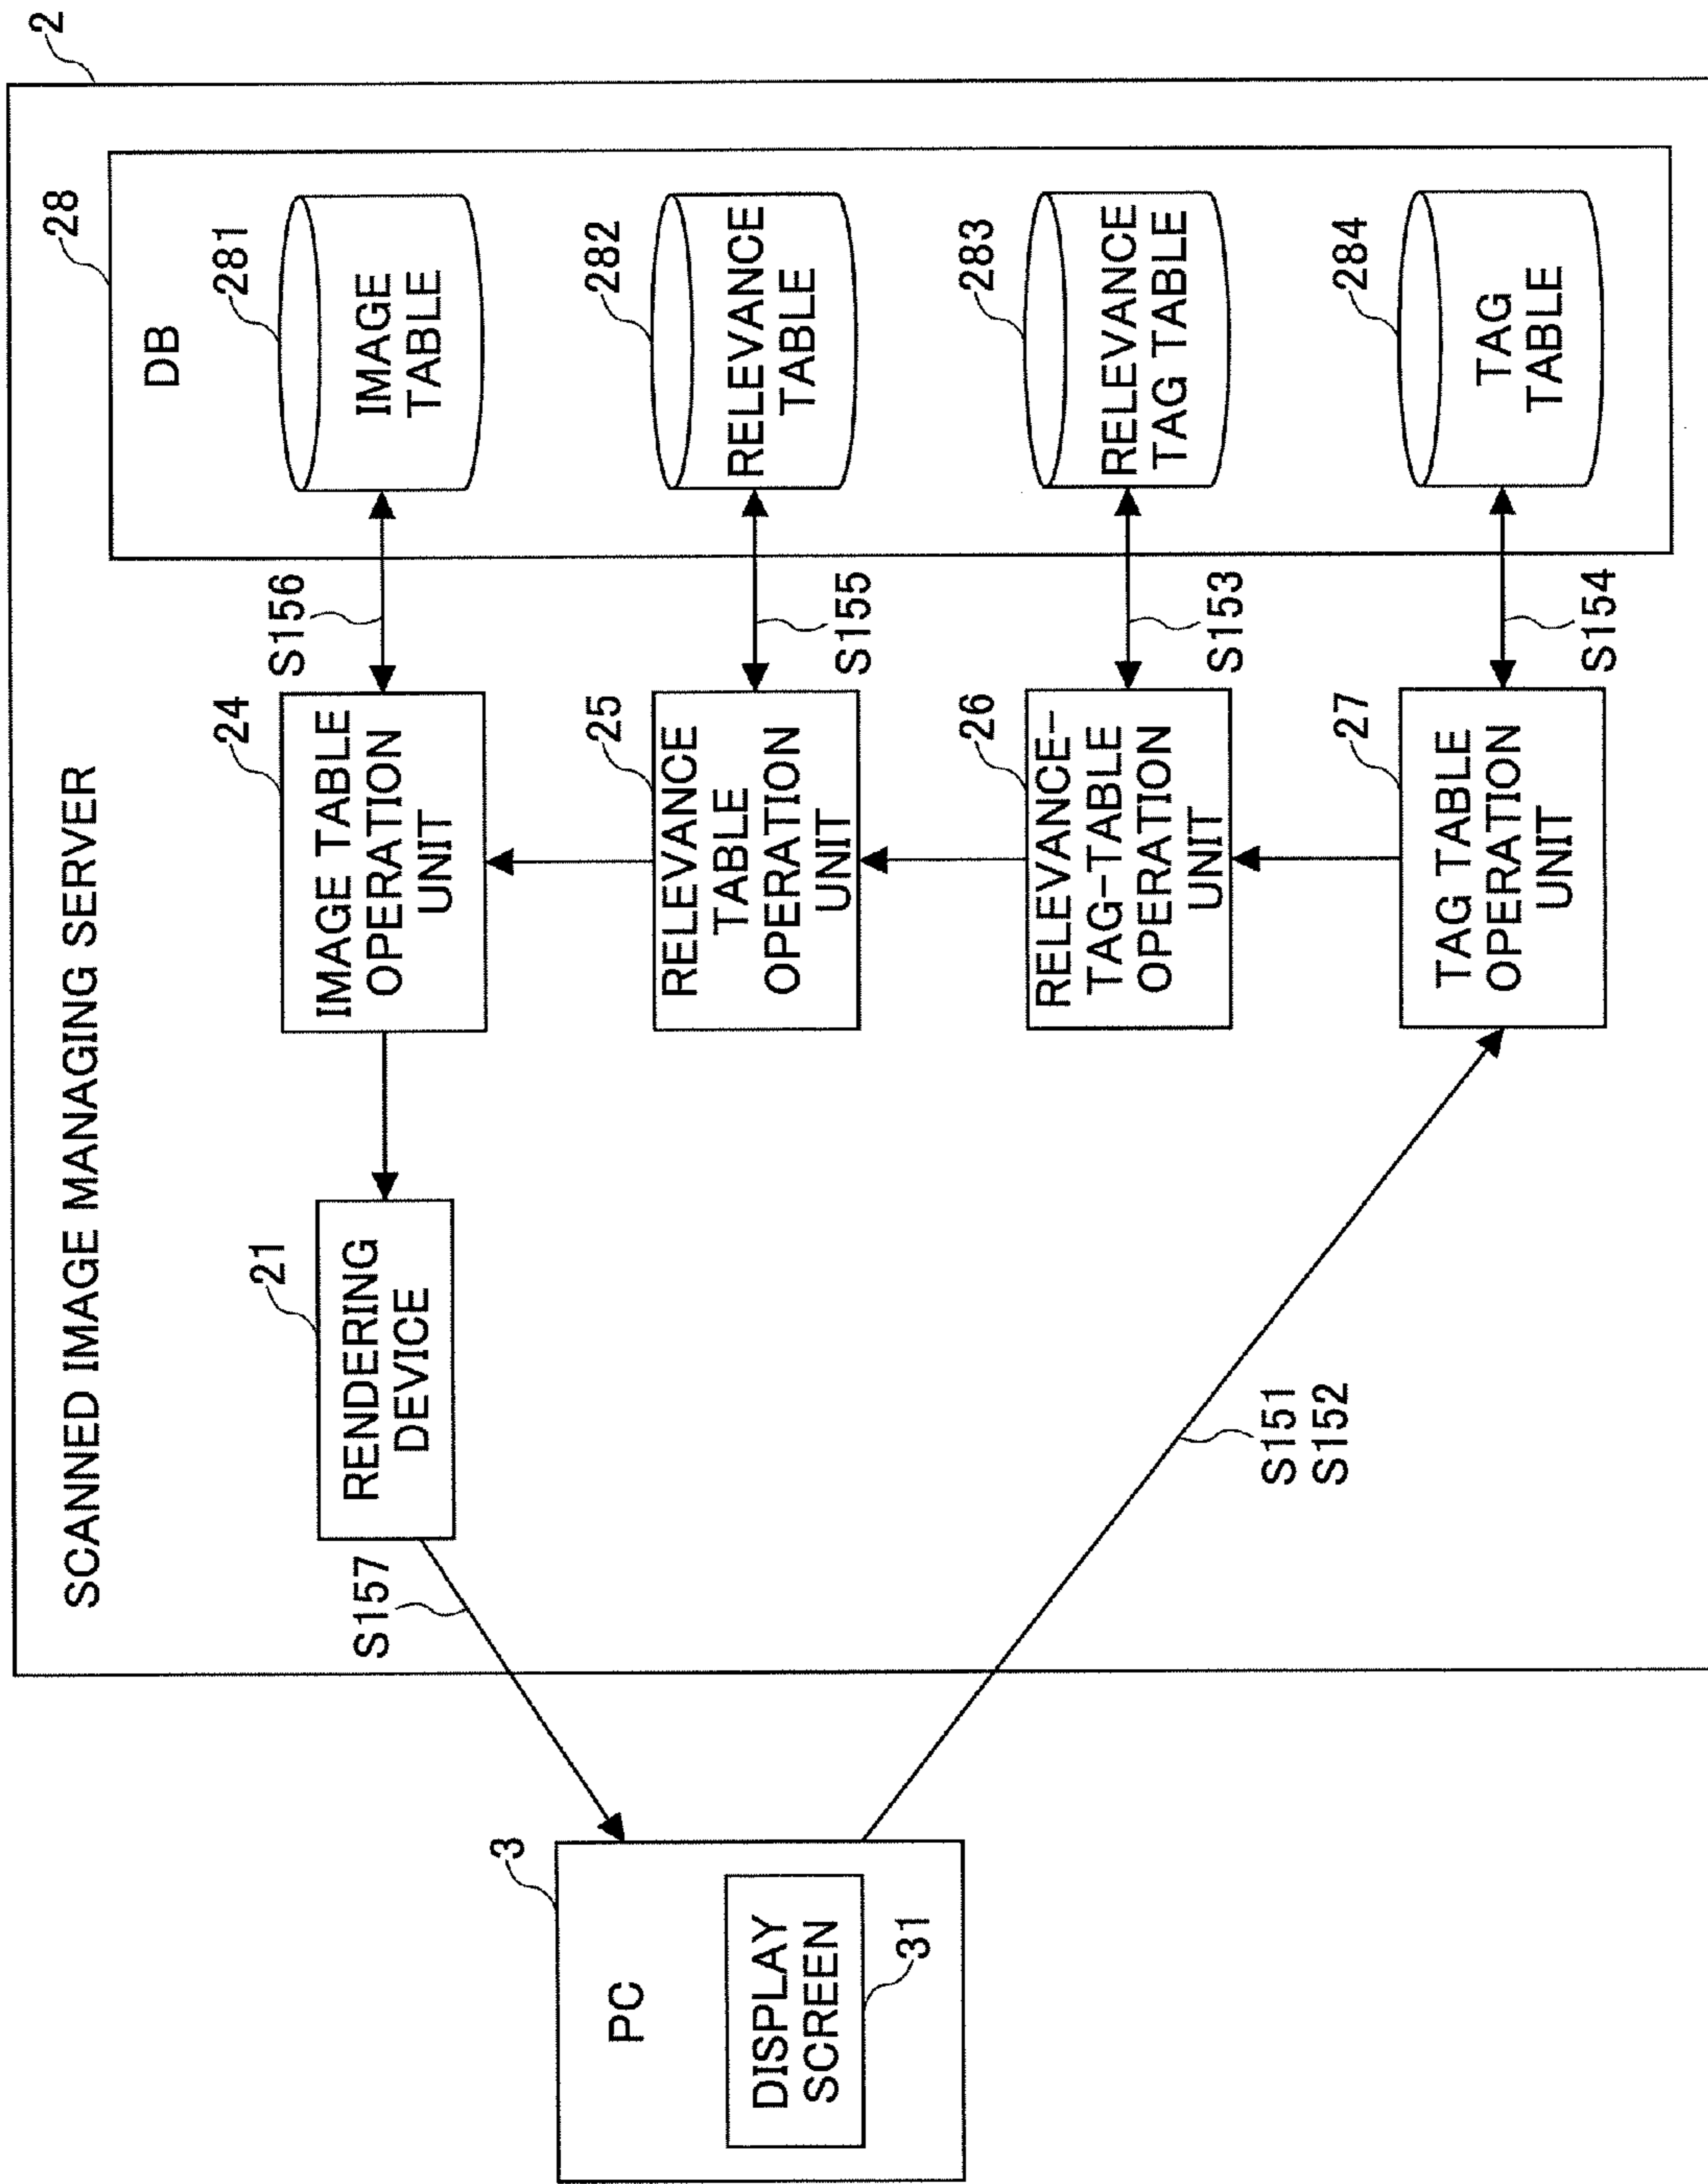 SCANNED IMAGE MANAGING SERVER
2
28
DB
S157
21
RENDERING
DEVICE
24
IMAGE TABLE
OPERATION
UNIT
S156
281
IMAGE
TABLE
3
PC
DISPLAY
SCREEN
31
25
RELEVANCE
TABLE
OPERATION
UNIT
S155
282
RELEVANCE
TABLE
26
RELEVANCE-
TAG-TABLE
OPERATION
UNIT
S153
283
RELEVANCE
TAG TABLE
S151
S152
27
TAG TABLE
OPERATION
UNIT
S154
284
TAG
TABLE